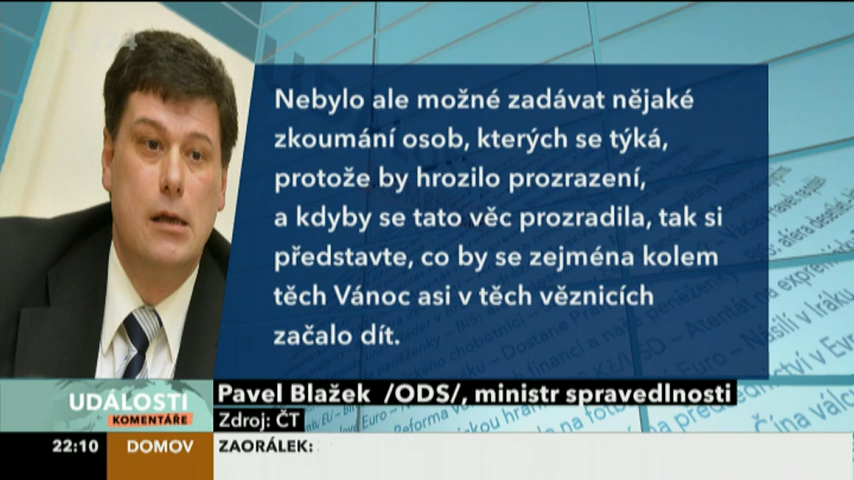 ČT24
Nebylo ale možné zadávat nějaké
zkoumání osob, kterých se týká,
protože by hrozilo prozrazení,
a kdyby se tato věc prozradila, tak si
představte, co by se zejména kolem
těch Vánoc asi v těch věznicích
začalo dít.
UDÁLOSTI
KOMENTÁŘE
Pavel Blažek /ODS/, ministr spravedlnosti
Zdroj: ČT
22:10 DOMOV ZAORÁLEK: